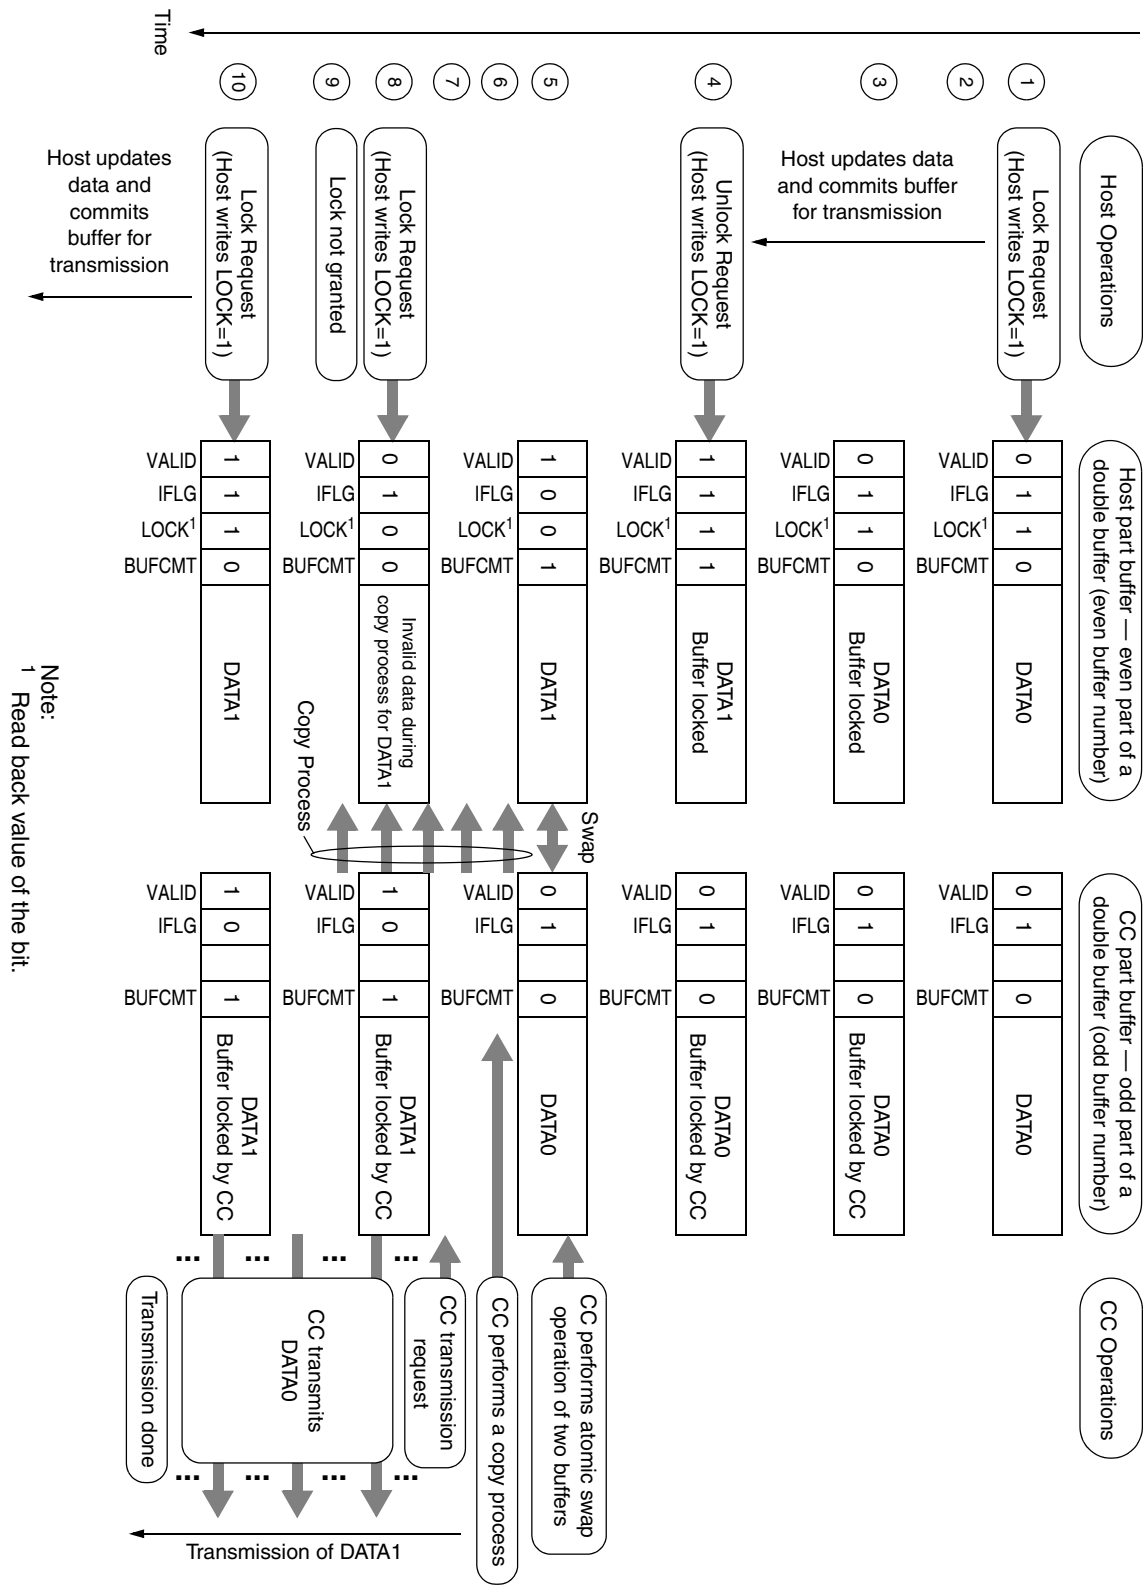 Host Operations
Host part buffer — even part of a
double buffer (even buffer number)
CC part buffer — odd part of a
double buffer (odd buffer number)
CC Operations
1
Lock Request
(Host writes LOCK=1)
VALID
IFLG
LOCK1
BUFCMT
0
1
1
0
DATA0
VALID
IFLG
BUFCMT
0
1
0
DATA0
2
Host updates data
and commits buffer
for transmission
3
VALID
IFLG
LOCK1
BUFCMT
0
1
1
0
DATA0
Buffer locked
VALID
IFLG
BUFCMT
0
1
0
DATA0
Buffer locked by CC
4
Unlock Request
(Host writes LOCK=1)
VALID
IFLG
LOCK1
BUFCMT
1
1
1
1
DATA1
Buffer locked
VALID
IFLG
BUFCMT
0
1
0
DATA0
Buffer locked by CC
5
VALID
IFLG
LOCK1
BUFCMT
1
0
0
1
DATA1
Swap
VALID
IFLG
BUFCMT
0
1
0
DATA0
CC performs atomic swap
operation of two buffers
6
CC performs a copy process
7
CC transmission
request
8
Lock Request
(Host writes LOCK=1)
VALID
IFLG
LOCK1
BUFCMT
0
1
0
0
Invalid data during
copy process for DATA1
Copy Process
VALID
IFLG
BUFCMT
1
0
1
DATA1
Buffer locked by CC
9
Lock not granted
... ... ... ...
CC transmits
DATA0
... ... ... ...
10
Lock Request
(Host writes LOCK=1)
VALID
IFLG
LOCK1
BUFCMT
1
1
1
0
DATA1
VALID
IFLG
BUFCMT
1
0
1
DATA1
Buffer locked by CC
Transmission done
Transmission of DATA1
Host updates
data and
commits
buffer for
transmission
Time
Note:
1 Read back value of the bit.